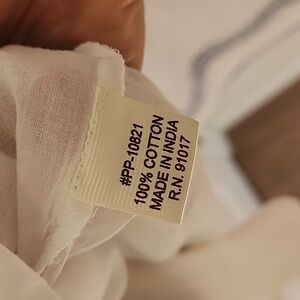 #PP-10821
100% COTTON
MADE IN INDIA
R.N. 91017